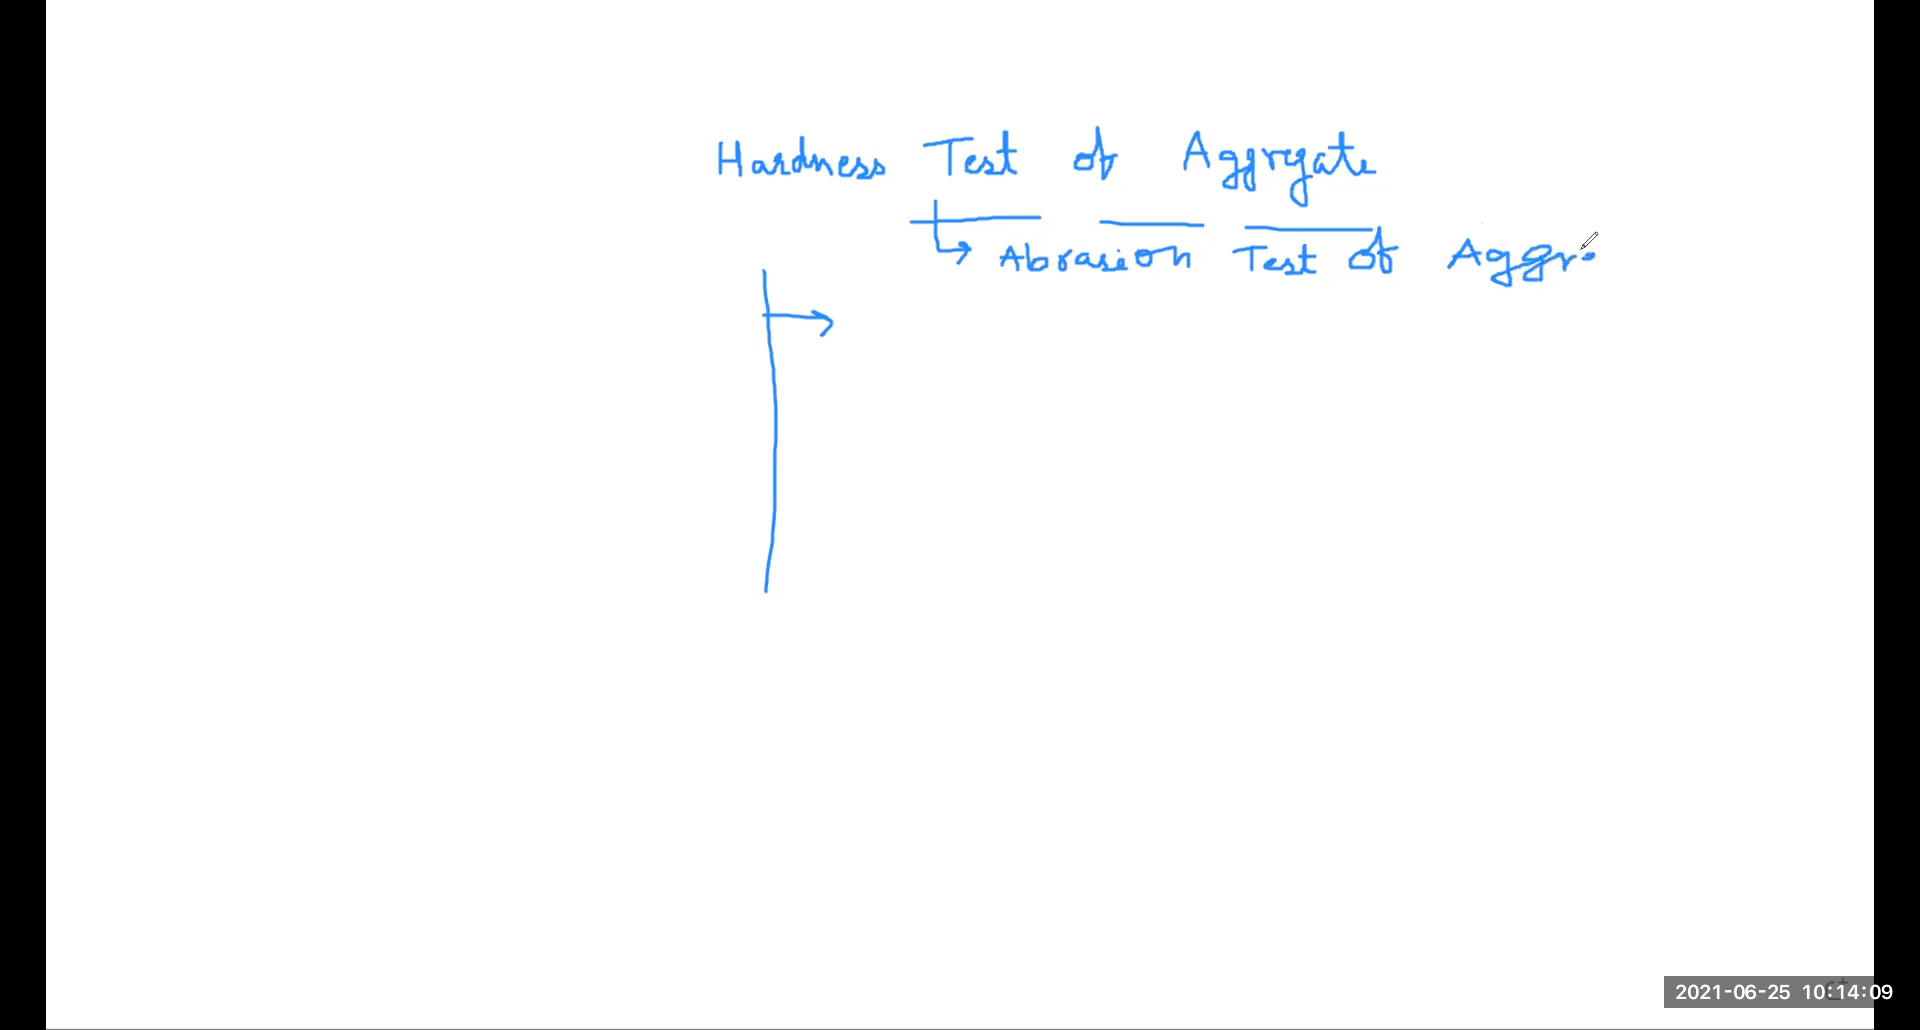 Hardness Test of Aggregate
Abrasion Test of Aggr
2021-06-25 10:14:09